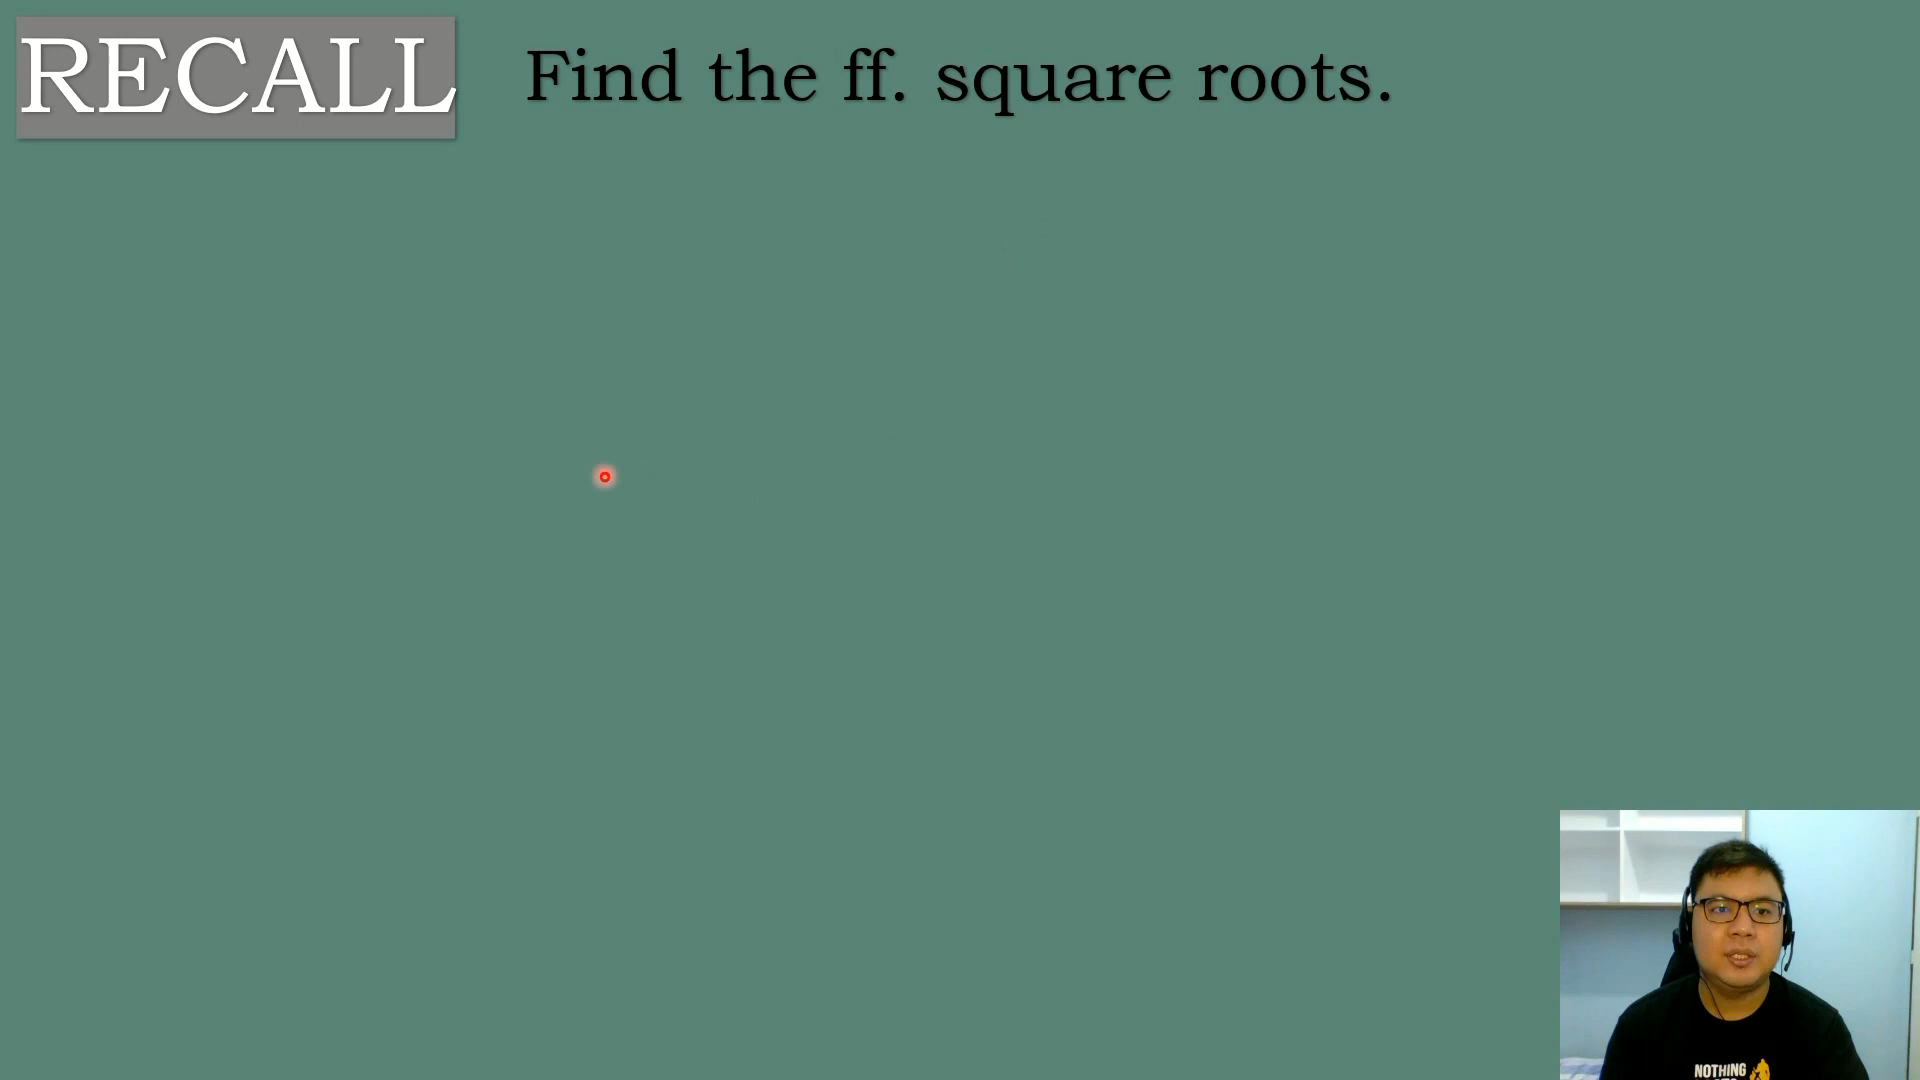 RECALL
Find the ff. square roots.
NOTHING